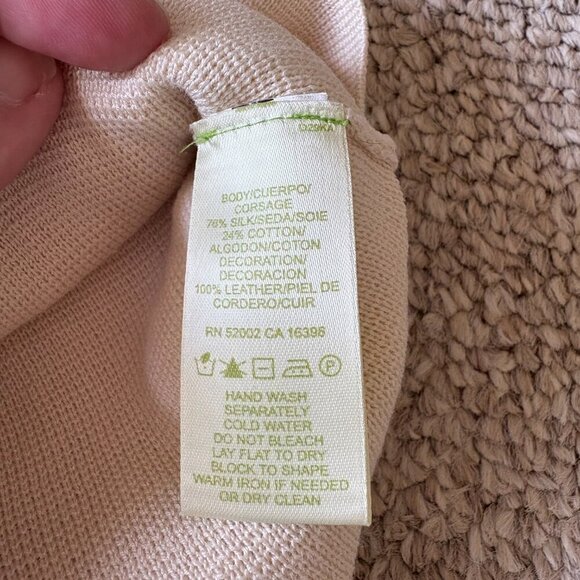 BODY/CUERPO/
CORSAGE
76% SILK/SEDA/SOIE
24% COTTON/
ALGODON/COTON
DECORATION/
DECORACION
100% LEATHER/PIEL DE
CORDERO/CUIR
RN 52002 CA 16396
HAND WASH
SEPARATELY
COLD WATER
DO NOT BLEACH
LAY FLAT TO DRY
BLOCK TO SHAPE
WARM IRON IF NEEDED
OR DRY CLEAN